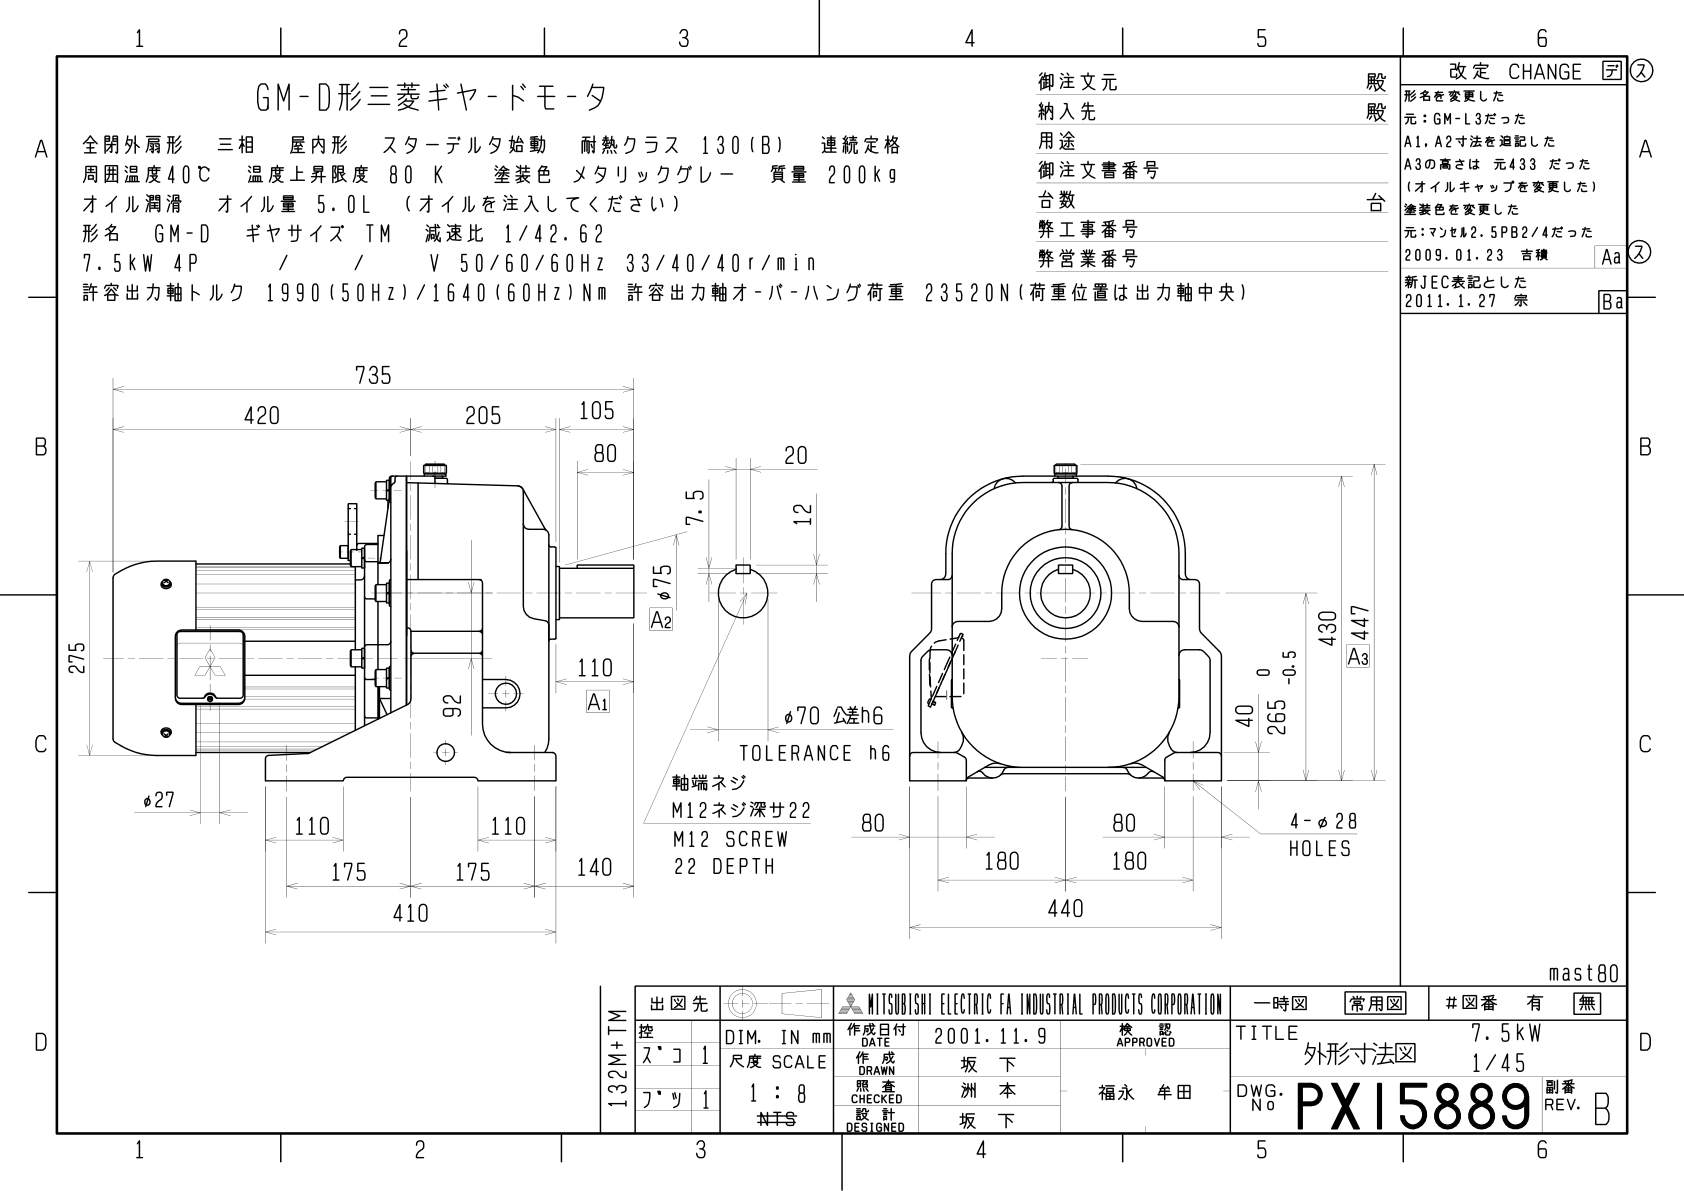 1 2 3 4 5 6
A
B
C
D
GM-D形三菱ギヤードモータ
全閉外扇形 三相 屋内形 スターデルタ始動 耐熱クラス 130(B) 連続定格
周囲温度40℃ 温度上昇限度 80 K 塗装色 メタリックグレー 質量 200kg
オイル潤滑 オイル量 5.0L (オイルを注入してください)
形名 GM-D ギヤサイズ TM 減速比 1/42.62
7.5kW 4P / / V 50/60/60Hz 33/40/40r/min
許容出力軸トルク 1990(50Hz)/1640(60Hz)Nm 許容出力軸オーバーハング荷重 23520N(荷重位置は出力軸中央)
御注文元 殿
納入先 殿
用途
御注文書番号
台数 台
弊工事番号
弊営業番号
改定 CHANGE デ ス
形名を変更した
元:GM-L3だった
A1,A2寸法を追記した
A3の高さは 元433 だった
(オイルキャップを変更した)
塗装色を変更した
元:マンセル2.5PB2/4だった
2009.01.23 吉積 Aa ス
新JEC表記とした
2011.1.27 宗 Ba
A
B
C
D
735
420 205 105
80
275
φ75
A2
110
A1
92
φ27
110 110
175 175 140
410
20
7.5
12
φ70 公差h6
TOLERANCE h6
軸端ネジ
M12ネジ深サ22
M12 SCREW
22 DEPTH
430
447
A3
0
265 -0.5
40
80 80
180 180
440
4-φ28
HOLES
mast80
132M+TM
出図先
控
ズコ 1
ブツ 1
DIM. IN mm
尺度 SCALE
1 : 8
NTS
MITSUBISHI ELECTRIC FA INDUSTRIAL PRODUCTS CORPORATION
作成日付
DATE
2001.11.9
検 認
APPROVED
作 成
DRAWN
坂 下
照 査
CHECKED
洲 本
福永 牟田
設 計
DESIGNED
坂 下
一時図 常用図 #図番 有 無
TITLE 7.5kW
外形寸法図 1/45
DWG.
No
PX15889
副番
REV.
B
1 2 3 4 5 6